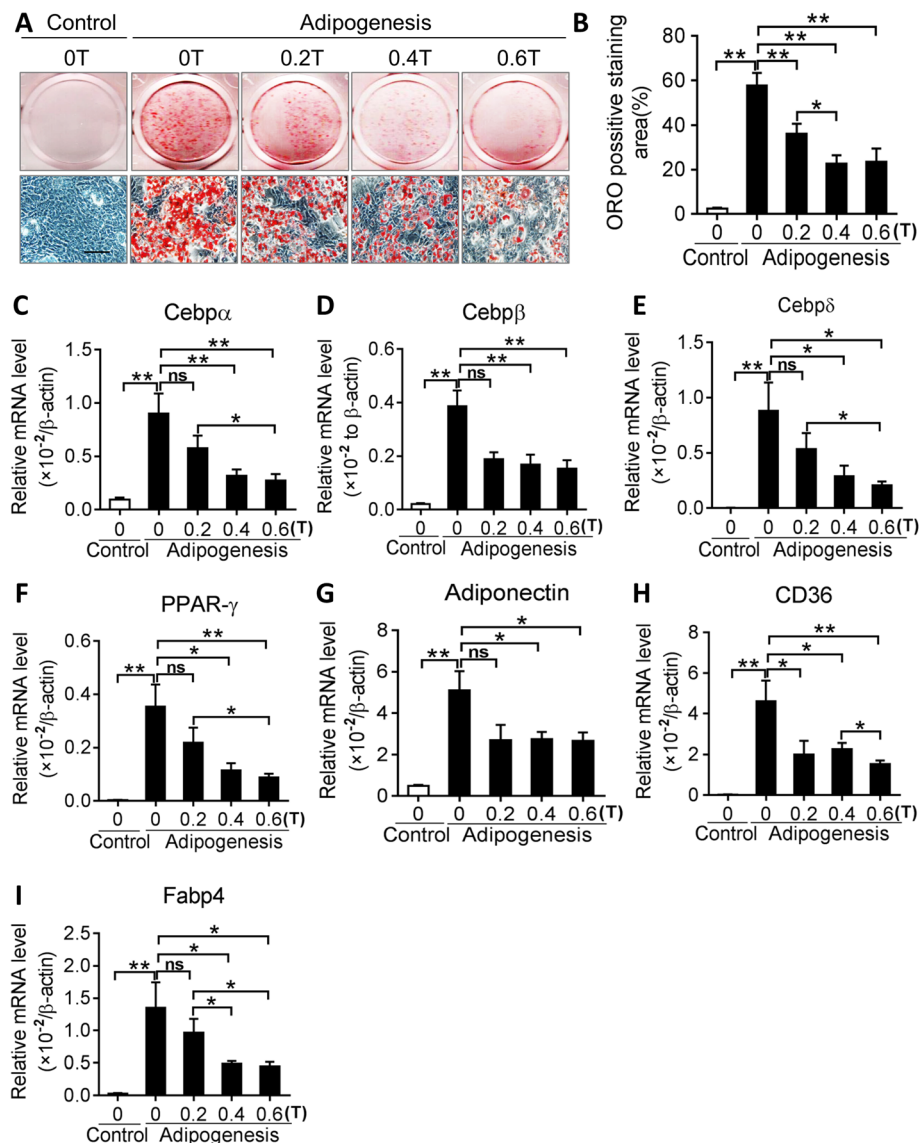 A Control Adipogenesis
0T 0T 0.2T 0.4T 0.6T
B
ORO possitive staining
area(%)
80
60
40
20
0
** ** ** ** *
0 0 0.2 0.4 0.6 (T)
Control Adipogenesis
C
Cebpα
Relative mRNA level
(×10⁻²/β-actin)
1.5
1.0
0.5
0.0
** ns ** ** *
0 0 0.2 0.4 0.6 (T)
Control Adipogenesis
D
Cebpβ
Relative mRNA level
(×10⁻² to β-actin)
0.6
0.4
0.2
0.0
** ns ** **
0 0 0.2 0.4 0.6 (T)
Control Adipogenesis
E
Cebpδ
Relative mRNA level
(×10⁻²/β-actin)
1.5
1.0
0.5
0.0
** ns * * *
0 0 0.2 0.4 0.6 (T)
Control Adipogenesis
F
PPAR-γ
Relative mRNA level
(×10⁻²/β-actin)
0.6
0.4
0.2
0.0
** ns * ** *
0 0 0.2 0.4 0.6 (T)
Control Adipogenesis
G
Adiponectin
Relative mRNA level
(×10⁻²/β-actin)
8
6
4
2
0
** ns * *
0 0 0.2 0.4 0.6 (T)
Control Adipogenesis
H
CD36
Relative mRNA level
(×10⁻²/β-actin)
8
6
4
2
0
** * * ** *
0 0 0.2 0.4 0.6 (T)
Control Adipogenesis
I
Fabp4
Relative mRNA level
(×10⁻²/β-actin)
2.5
2.0
1.5
1.0
0.5
0.0
** ns * * * *
0 0 0.2 0.4 0.6 (T)
Control Adipogenesis